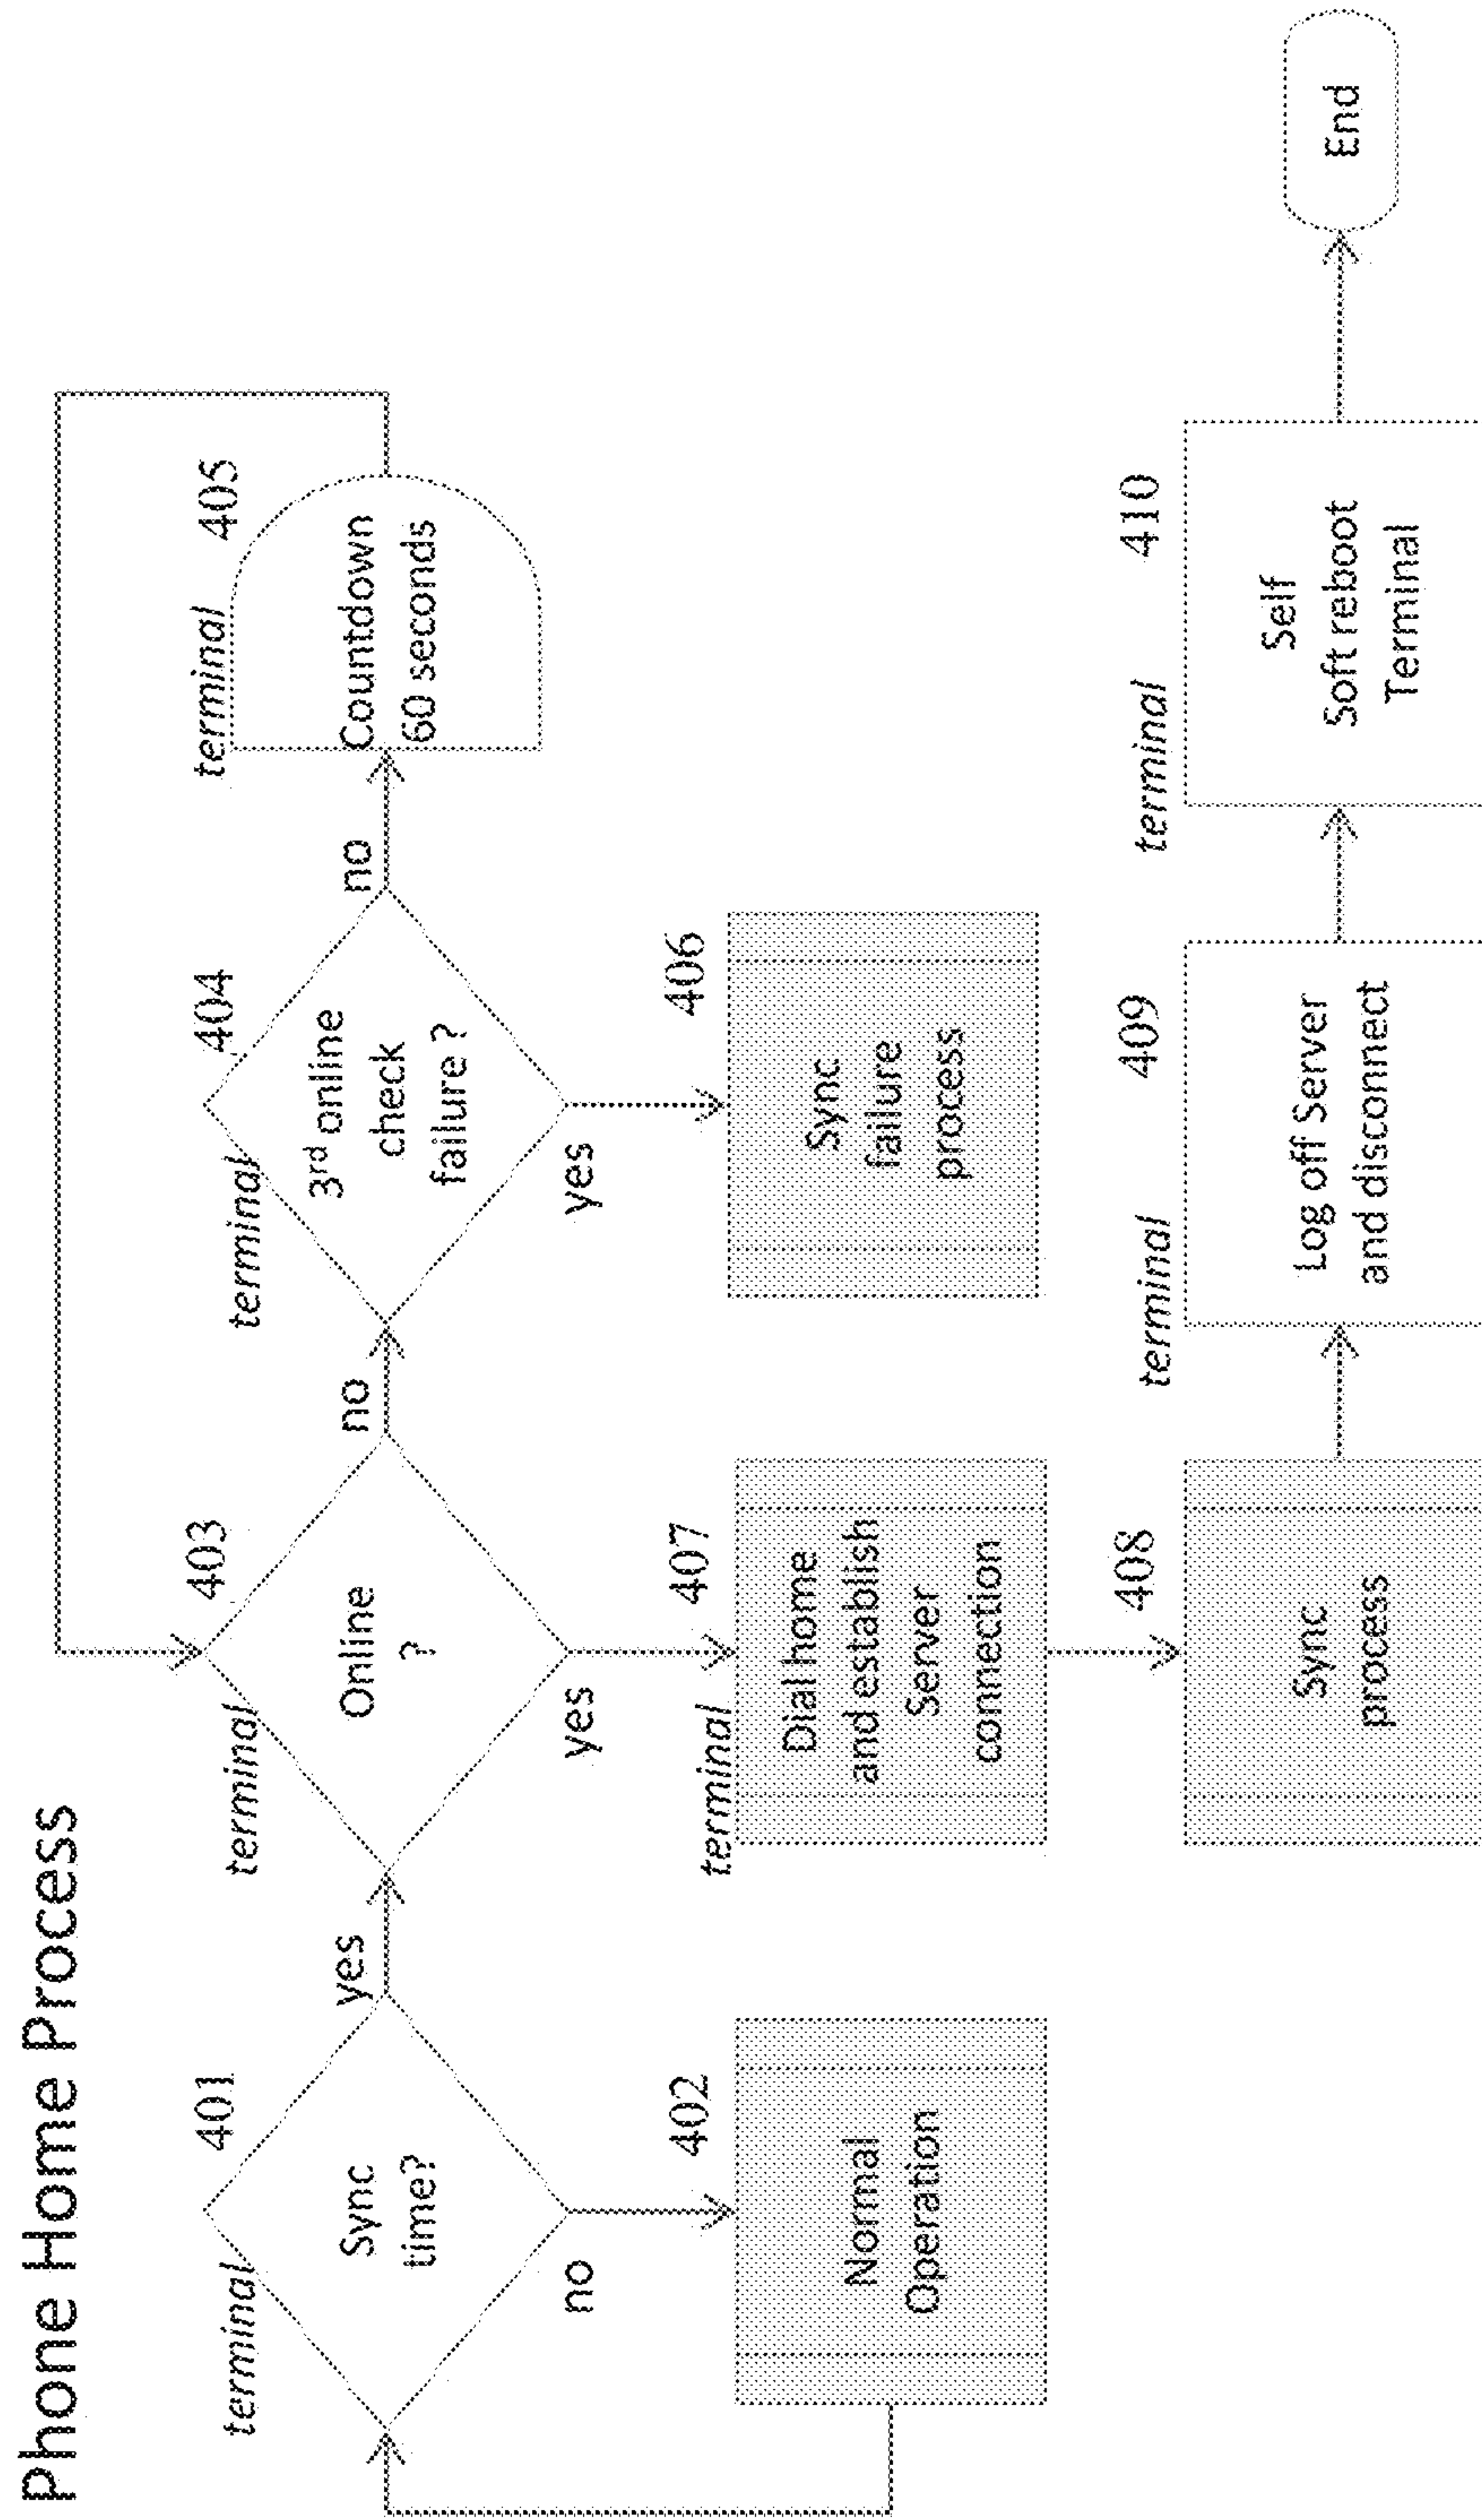 Phone Home Process
terminal 401
Sync
time?
yes
no
402
Normal
Operation
terminal 403
Online
?
no
yes
terminal 407
Dial home
and establish
Server
connection
terminal 404
3rd online
check
failure?
no
yes
406
Sync
failure
process
terminal 405
Countdown
60 seconds
408
Sync
process
terminal 409
Log off Server
and disconnect
terminal 410
Self
Soft reboot
Terminal
End